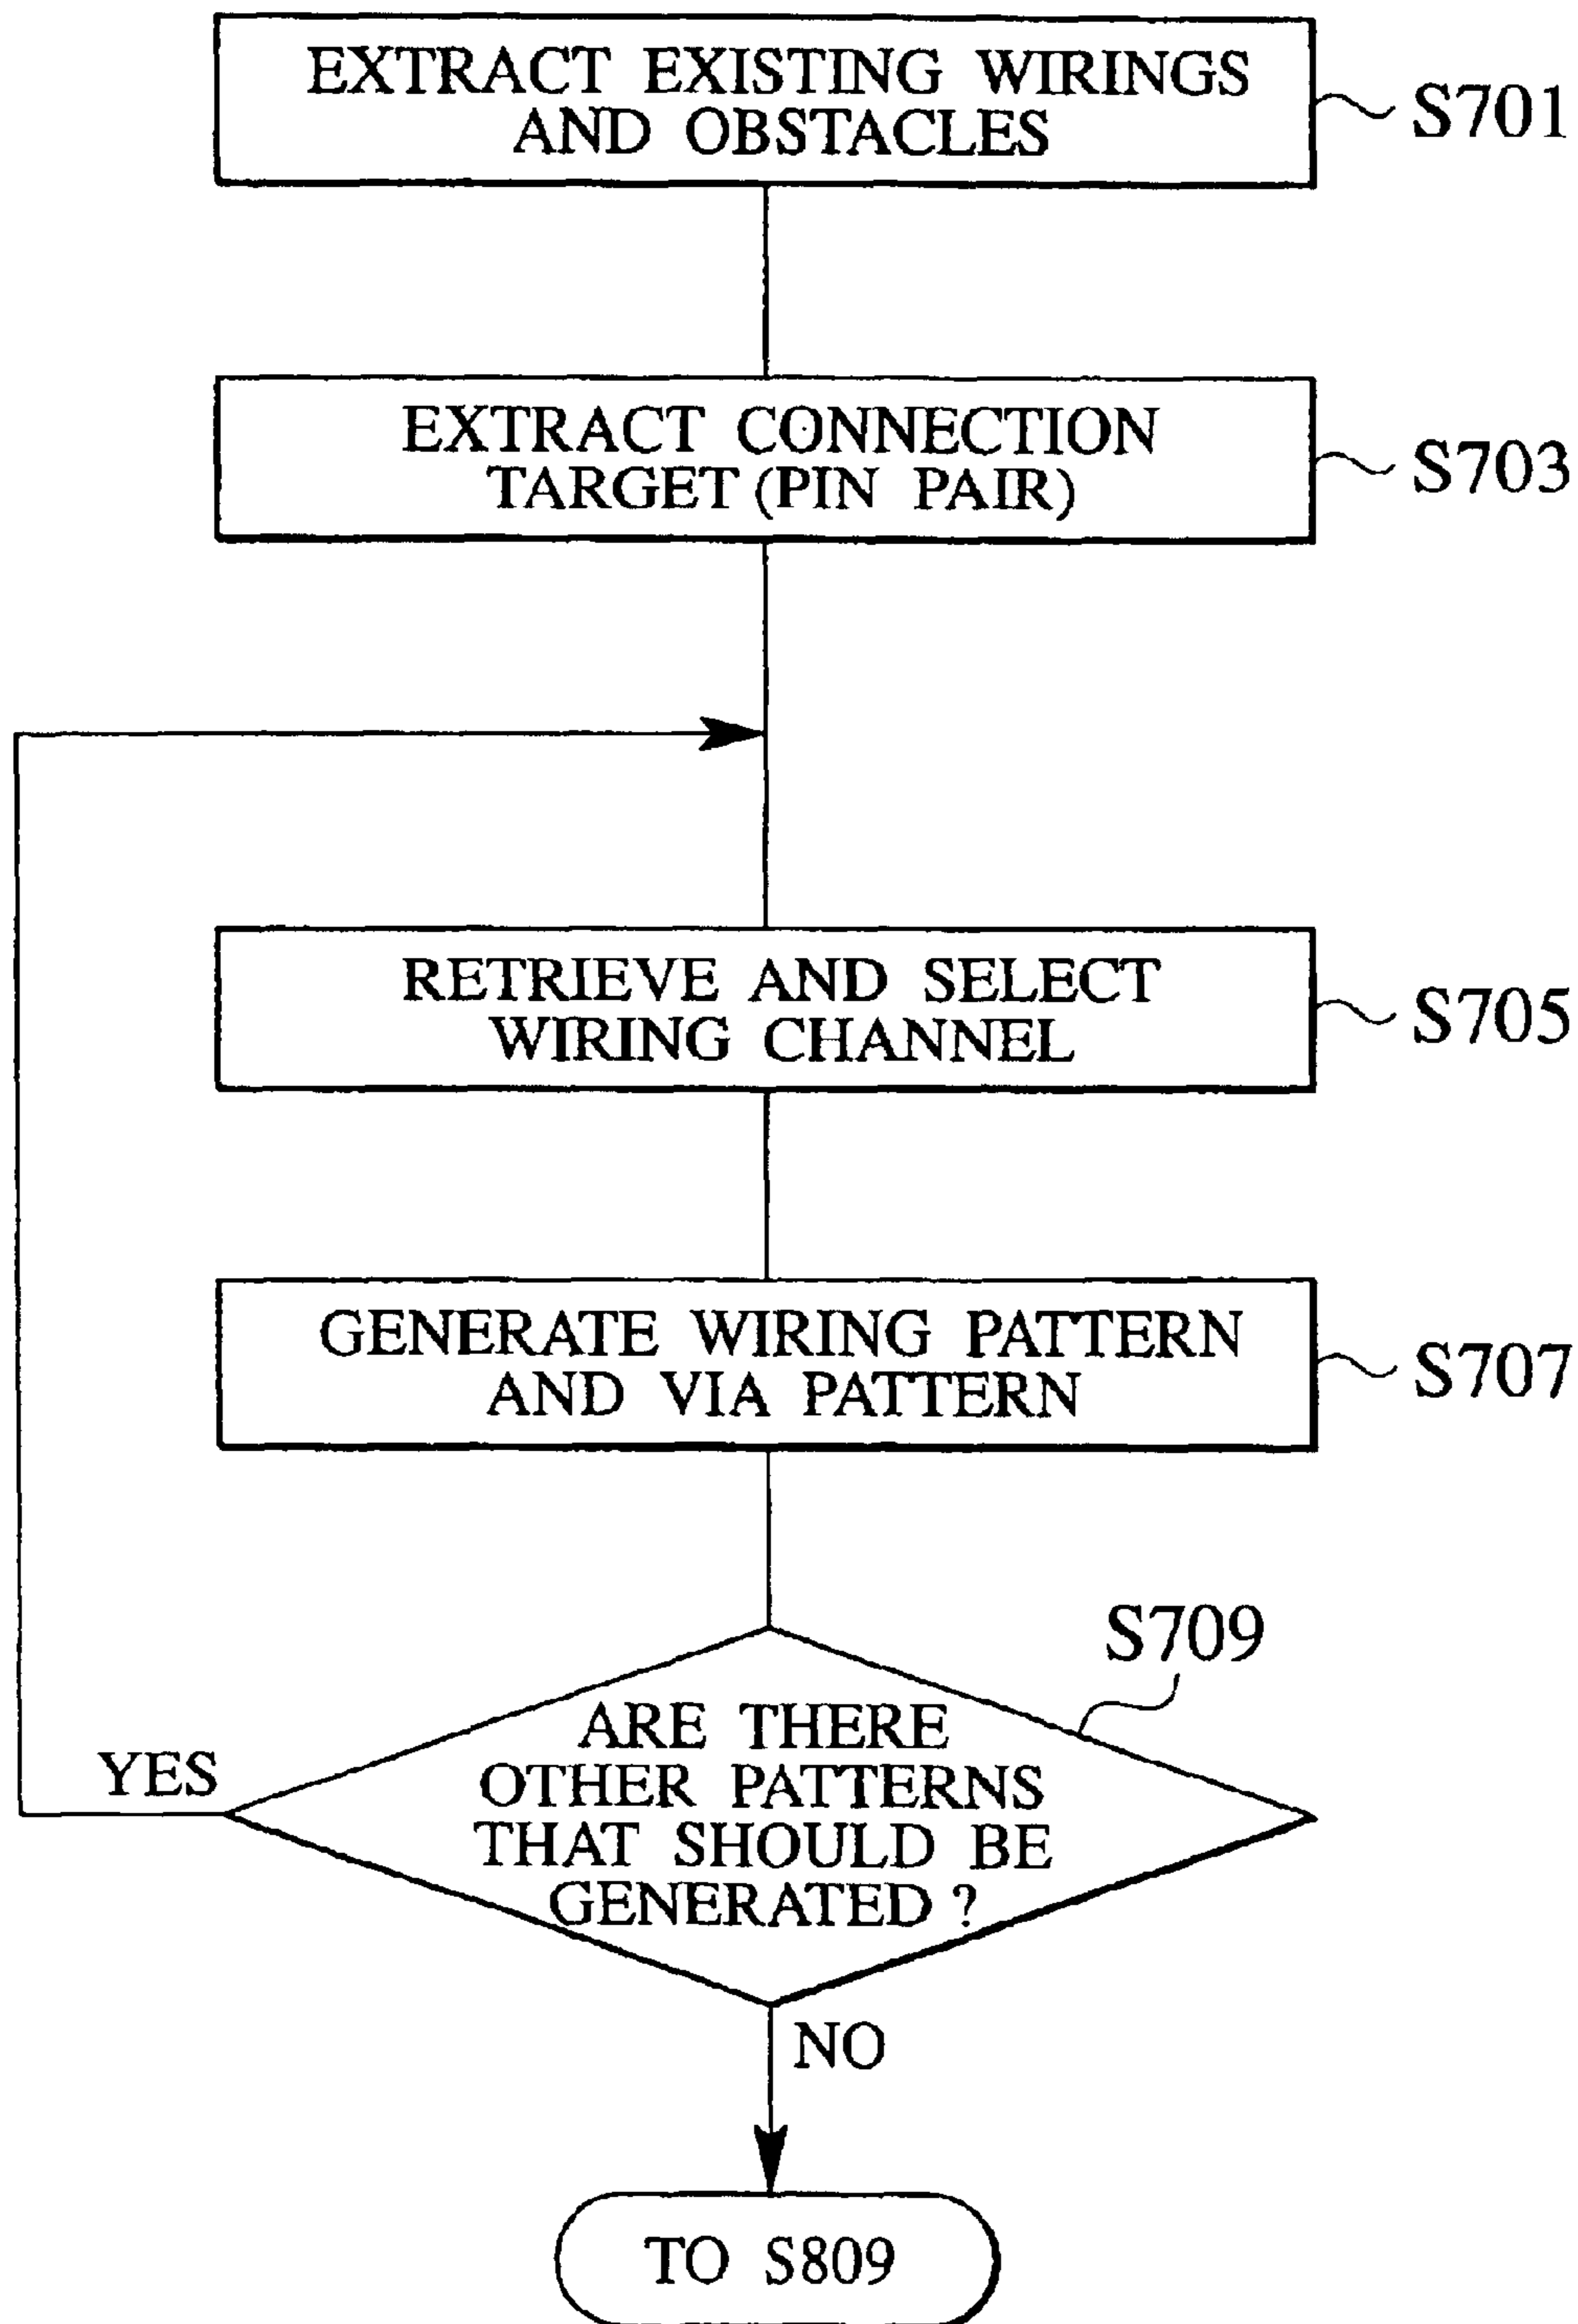 EXTRACT EXISTING WIRINGS
AND OBSTACLES
S701
EXTRACT CONNECTION
TARGET (PIN PAIR)
S703
RETRIEVE AND SELECT
WIRING CHANNEL
S705
GENERATE WIRING PATTERN
AND VIA PATTERN
S707
S709
ARE THERE
OTHER PATTERNS
THAT SHOULD BE
GENERATED ?
YES
NO
TO S809